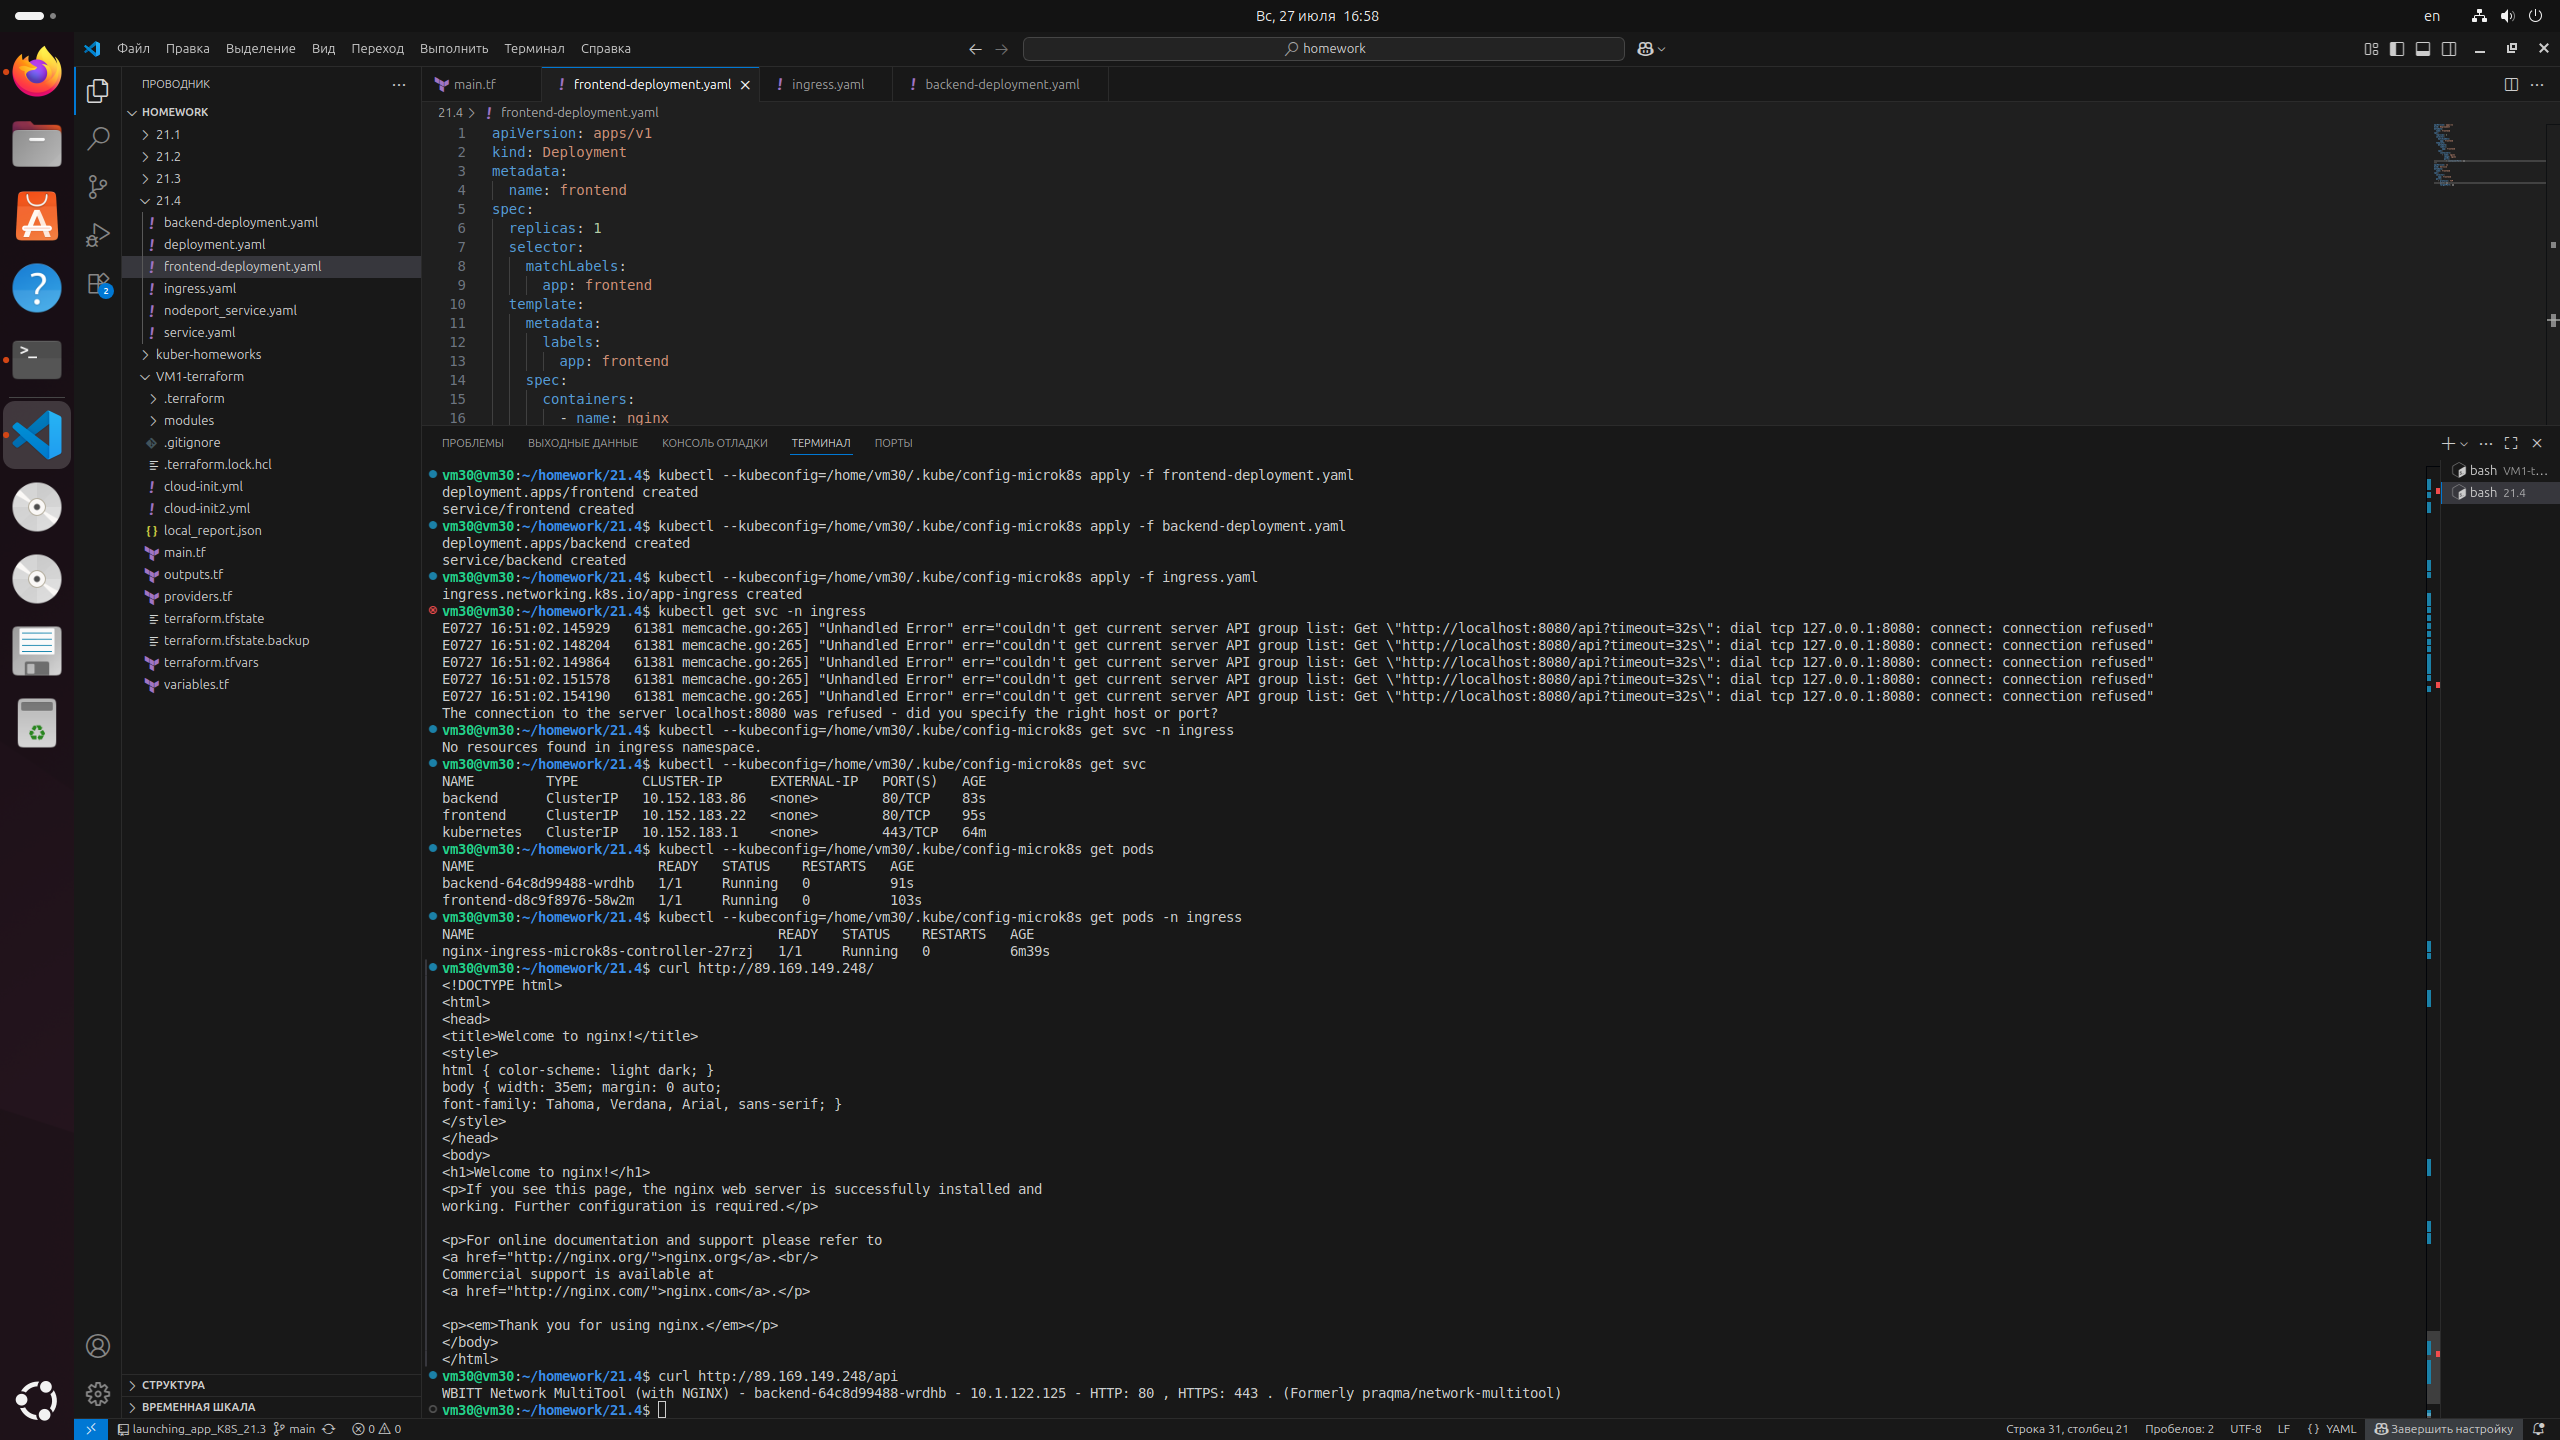 Вс, 27 июля 16:58
en
Файл Правка Выделение Вид Переход Выполнить Терминал Справка
homework
ПРОВОДНИК
HOMEWORK
21.1
21.2
21.3
21.4
backend-deployment.yaml
deployment.yaml
frontend-deployment.yaml
ingress.yaml
nodeport_service.yaml
service.yaml
kuber-homeworks
VM1-terraform
.terraform
modules
.gitignore
.terraform.lock.hcl
cloud-init.yml
cloud-init2.yml
local_report.json
main.tf
outputs.tf
providers.tf
terraform.tfstate
terraform.tfstate.backup
terraform.tfvars
variables.tf
СТРУКТУРА
ВРЕМЕННАЯ ШКАЛА
2
main.tf frontend-deployment.yaml ingress.yaml backend-deployment.yaml
21.4 > ! frontend-deployment.yaml
1 apiVersion: apps/v1
2 kind: Deployment
3 metadata:
4 name: frontend
5 spec:
6 replicas: 1
7 selector:
8 matchLabels:
9 app: frontend
10 template:
11 metadata:
12 labels:
13 app: frontend
14 spec:
15 containers:
16 - name: nginx
ПРОБЛЕМЫ ВЫХОДНЫЕ ДАННЫЕ КОНСОЛЬ ОТЛАДКИ ТЕРМИНАЛ ПОРТЫ
bash VM1-t...
bash 21.4
vm30@vm30:~/homework/21.4$ kubectl --kubeconfig=/home/vm30/.kube/config-microk8s apply -f frontend-deployment.yaml
deployment.apps/frontend created
service/frontend created
vm30@vm30:~/homework/21.4$ kubectl --kubeconfig=/home/vm30/.kube/config-microk8s apply -f backend-deployment.yaml
deployment.apps/backend created
service/backend created
vm30@vm30:~/homework/21.4$ kubectl --kubeconfig=/home/vm30/.kube/config-microk8s apply -f ingress.yaml
ingress.networking.k8s.io/app-ingress created
vm30@vm30:~/homework/21.4$ kubectl get svc -n ingress
E0727 16:51:02.145929 61381 memcache.go:265] "Unhandled Error" err="couldn't get current server API group list: Get \"http://localhost:8080/api?timeout=32s\": dial tcp 127.0.0.1:8080: connect: connection refused"
E0727 16:51:02.148204 61381 memcache.go:265] "Unhandled Error" err="couldn't get current server API group list: Get \"http://localhost:8080/api?timeout=32s\": dial tcp 127.0.0.1:8080: connect: connection refused"
E0727 16:51:02.149864 61381 memcache.go:265] "Unhandled Error" err="couldn't get current server API group list: Get \"http://localhost:8080/api?timeout=32s\": dial tcp 127.0.0.1:8080: connect: connection refused"
E0727 16:51:02.151578 61381 memcache.go:265] "Unhandled Error" err="couldn't get current server API group list: Get \"http://localhost:8080/api?timeout=32s\": dial tcp 127.0.0.1:8080: connect: connection refused"
E0727 16:51:02.154190 61381 memcache.go:265] "Unhandled Error" err="couldn't get current server API group list: Get \"http://localhost:8080/api?timeout=32s\": dial tcp 127.0.0.1:8080: connect: connection refused"
The connection to the server localhost:8080 was refused - did you specify the right host or port?
vm30@vm30:~/homework/21.4$ kubectl --kubeconfig=/home/vm30/.kube/config-microk8s get svc -n ingress
No resources found in ingress namespace.
vm30@vm30:~/homework/21.4$ kubectl --kubeconfig=/home/vm30/.kube/config-microk8s get svc
NAME TYPE CLUSTER-IP EXTERNAL-IP PORT(S) AGE
backend ClusterIP 10.152.183.86 <none> 80/TCP 83s
frontend ClusterIP 10.152.183.22 <none> 80/TCP 95s
kubernetes ClusterIP 10.152.183.1 <none> 443/TCP 64m
vm30@vm30:~/homework/21.4$ kubectl --kubeconfig=/home/vm30/.kube/config-microk8s get pods
NAME READY STATUS RESTARTS AGE
backend-64c8d99488-wrdhb 1/1 Running 0 91s
frontend-d8c9f8976-58w2m 1/1 Running 0 103s
vm30@vm30:~/homework/21.4$ kubectl --kubeconfig=/home/vm30/.kube/config-microk8s get pods -n ingress
NAME READY STATUS RESTARTS AGE
nginx-ingress-microk8s-controller-27rzj 1/1 Running 0 6m39s
vm30@vm30:~/homework/21.4$ curl http://89.169.149.248/
<!DOCTYPE html>
<html>
<head>
<title>Welcome to nginx!</title>
<style>
html { color-scheme: light dark; }
body { width: 35em; margin: 0 auto;
font-family: Tahoma, Verdana, Arial, sans-serif; }
</style>
</head>
<body>
<h1>Welcome to nginx!</h1>
<p>If you see this page, the nginx web server is successfully installed and
working. Further configuration is required.</p>
<p>For online documentation and support please refer to
<a href="http://nginx.org/">nginx.org</a>.<br/>
Commercial support is available at
<a href="http://nginx.com/">nginx.com</a>.</p>
<p><em>Thank you for using nginx.</em></p>
</body>
</html>
vm30@vm30:~/homework/21.4$ curl http://89.169.149.248/api
WBITT Network MultiTool (with NGINX) - backend-64c8d99488-wrdhb - 10.1.122.125 - HTTP: 80 , HTTPS: 443 . (Formerly praqma/network-multitool)
vm30@vm30:~/homework/21.4$
launching_app_K8S_21.3 main 0 0 Строка 31, столбец 21 Пробелов: 2 UTF-8 LF {} YAML Завершить настройку